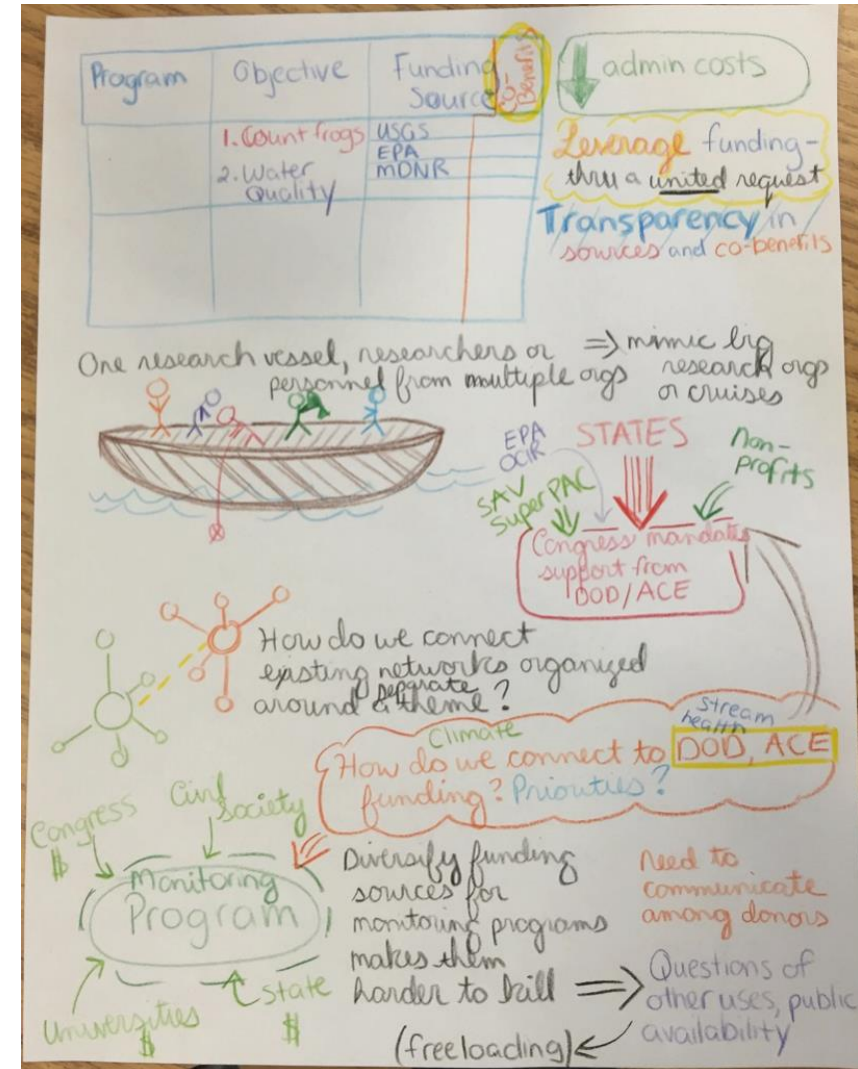 Program
Objective
Funding
Source
Co-
Benefits
1. Count frogs
2. Water
Quality
USGS
EPA
MDNR
admin costs
Leverage funding-
thru a united request
Transparency in
sources and co-benefits
One research vessel, researchers or
personnel from multiple orgs
⇒ mimic big
research orgs
or cruises
EPA
STATES
Non-
profits
SAV
Super PAC
Congress mandates
support from
DOD/ACE
How do we connect
existing networks organized
separate
around a theme?
stream
health
Climate
How do we connect to DOD, ACE
funding? Priorities?
Congress
$
Civil
Society
Monitoring
Program
Universities
$
State
$
Diversify funding
sources for
monitoring programs
makes them
harder to kill
need to
communicate
among donors
Questions of
other uses, public
availability
(freeloading)